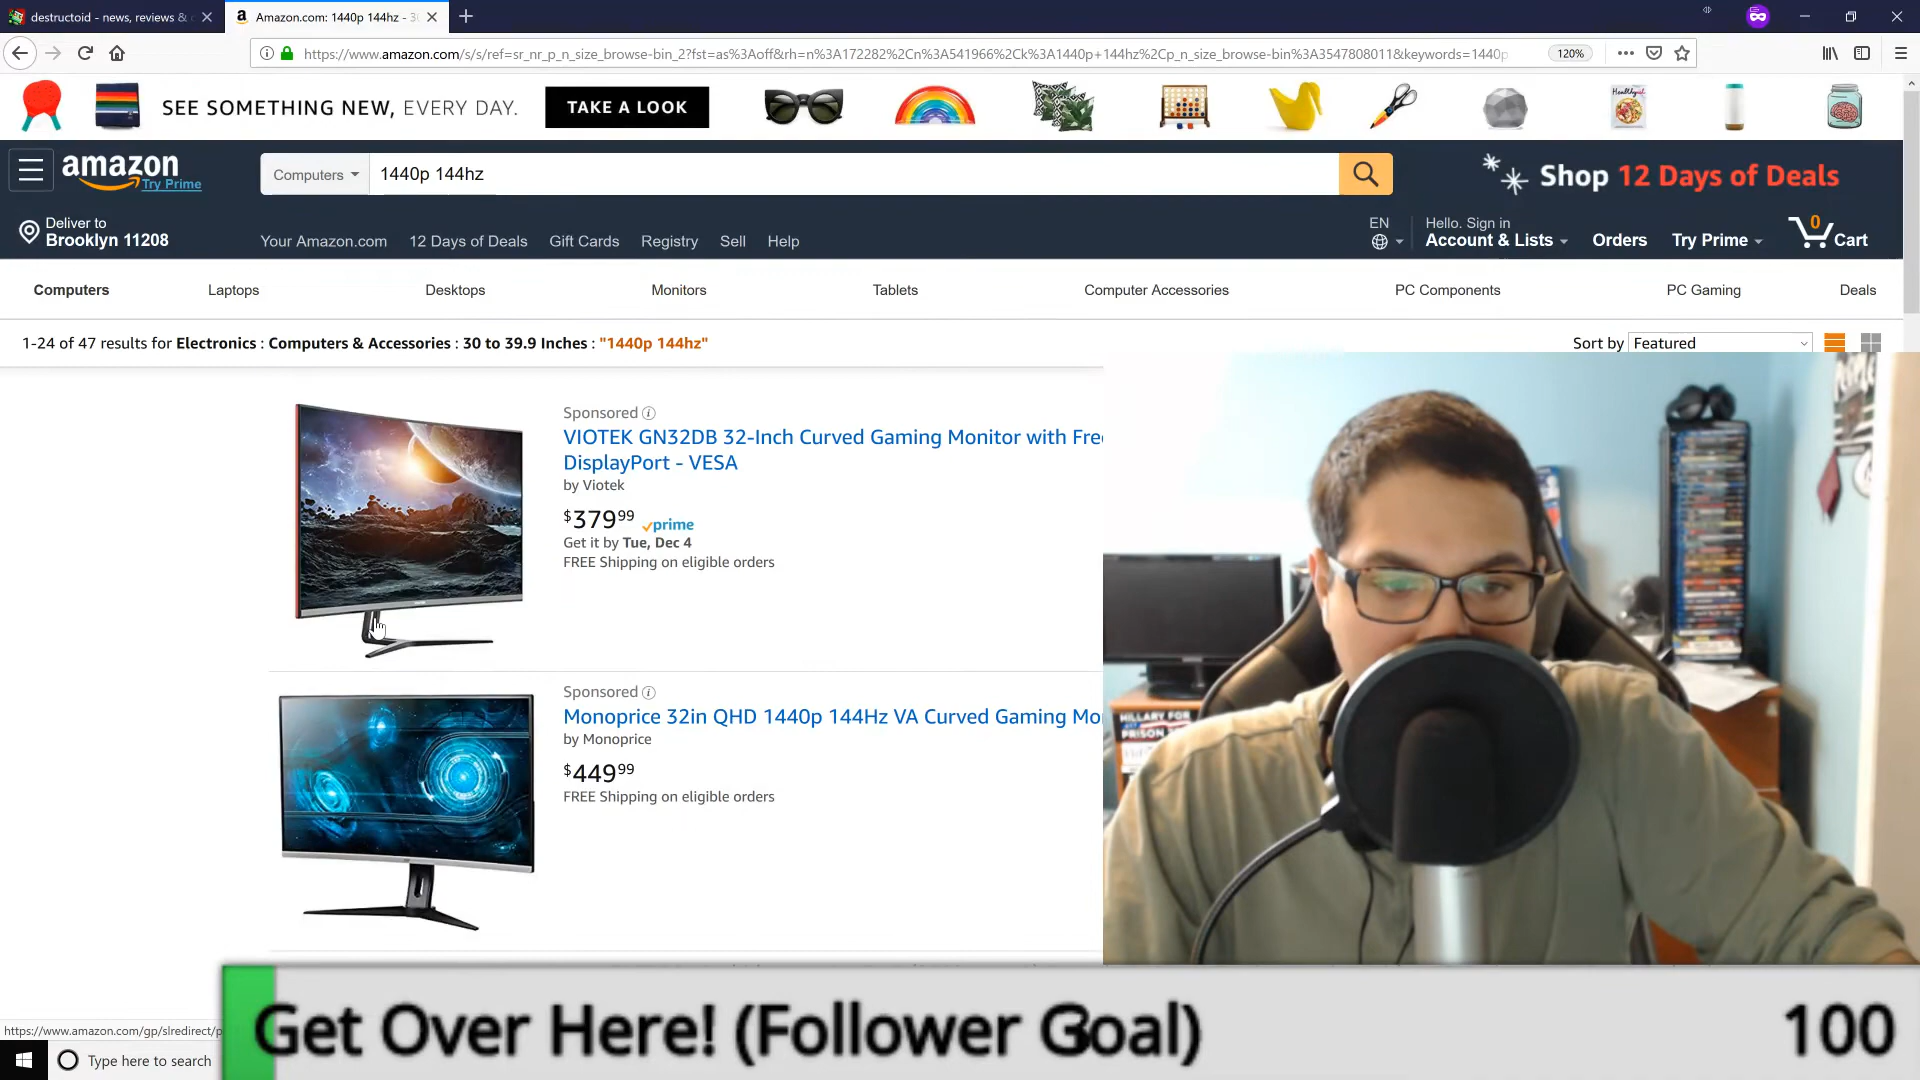 destructoid - news, reviews &
Amazon.com: 1440p 144hz - 30
https://www.amazon.com/s/s/ref=sr_nr_p_n_size_browse-bin_2?fst=as%3Aoff&rh=n%3A172282%2Cn%3A541966%2Ck%3A1440p+144hz%2Cp_n_size_browse-bin%3A3547808011&keywords=1440p
120%
SEE SOMETHING NEW, EVERY DAY.
TAKE A LOOK
Healthyish
amazon
Try Prime
Computers
1440p 144hz
Shop 12 Days of Deals
Deliver to
Brooklyn 11208
Your Amazon.com
12 Days of Deals
Gift Cards
Registry
Sell
Help
EN
Hello. Sign in
Account & Lists
Orders
Try Prime
0
Cart
Computers
Laptops
Desktops
Monitors
Tablets
Computer Accessories
PC Components
PC Gaming
Deals
1-24 of 47 results for Electronics : Computers & Accessories : 30 to 39.9 Inches : "1440p 144hz"
Sort by Featured
Sponsored
VIOTEK GN32DB 32-Inch Curved Gaming Monitor with Fre
DisplayPort - VESA
by Viotek
$379 99 prime
Get it by Tue, Dec 4
FREE Shipping on eligible orders
Sponsored
Monoprice 32in QHD 1440p 144Hz VA Curved Gaming Mo
by Monoprice
$449 99
FREE Shipping on eligible orders
HILLARY FOR
PRISON
https://www.amazon.com/gp/slredirect/p
Type here to search
Get Over Here! (Follower Goal)
3
100